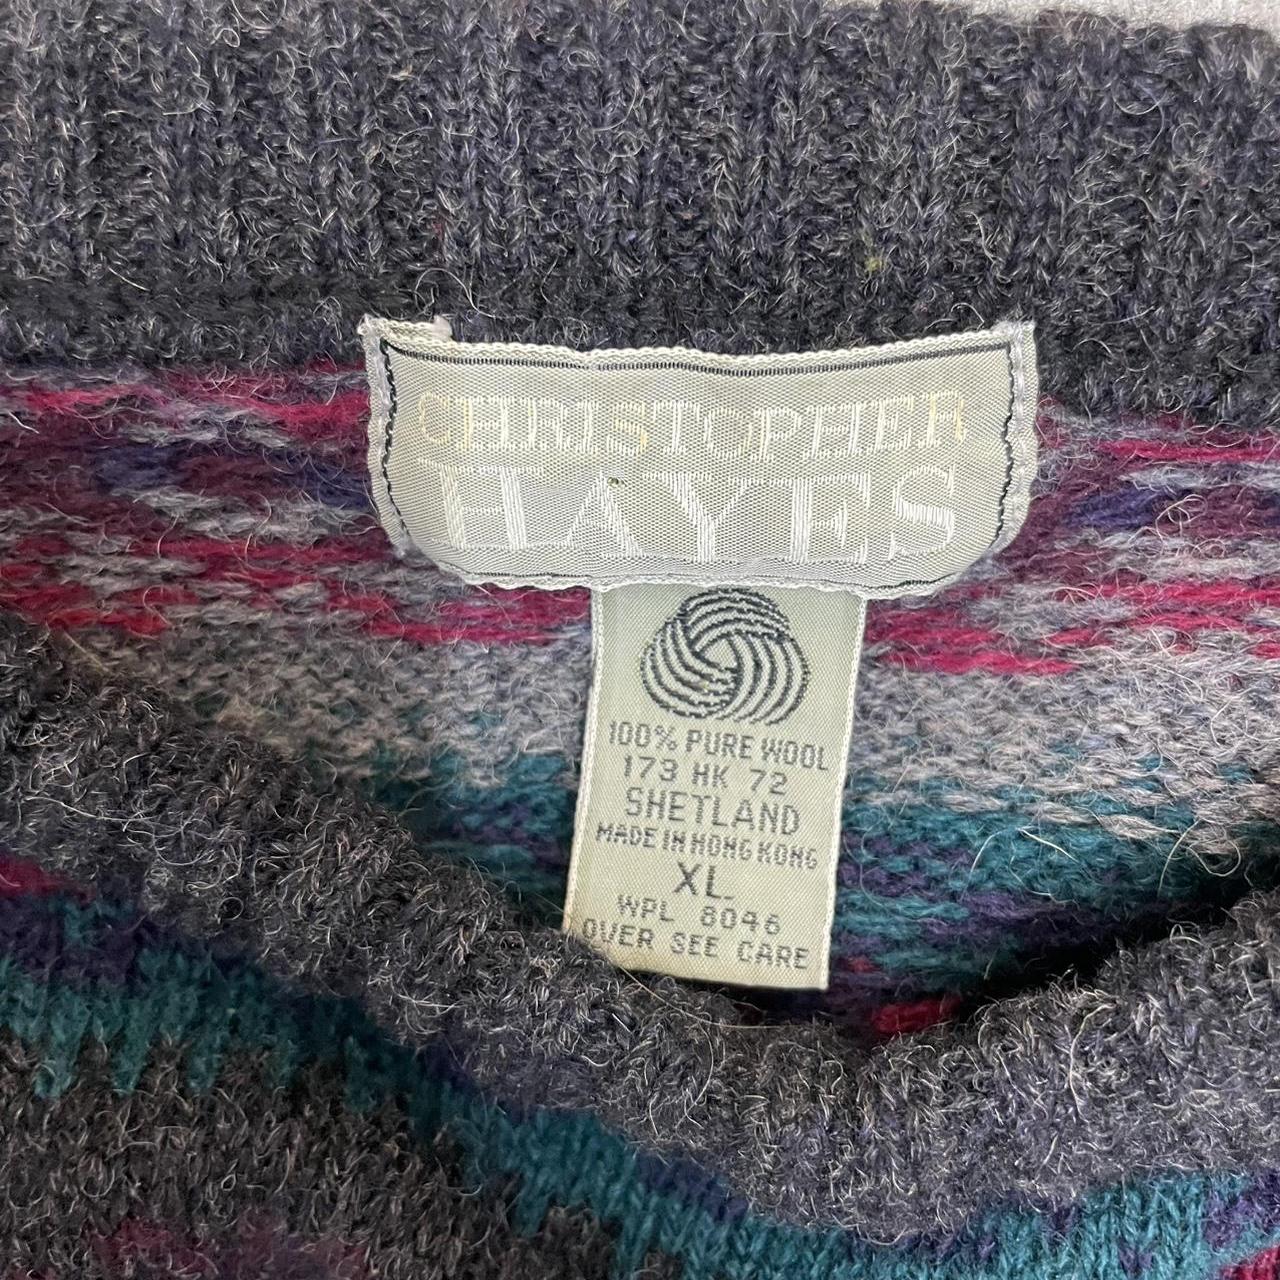 CHRISTOPHER
HAYES
100% PURE WOOL
173 HK 72
SHETLAND
MADE IN HONG KONG
XL
WPL 8046
OVER SEE CARE